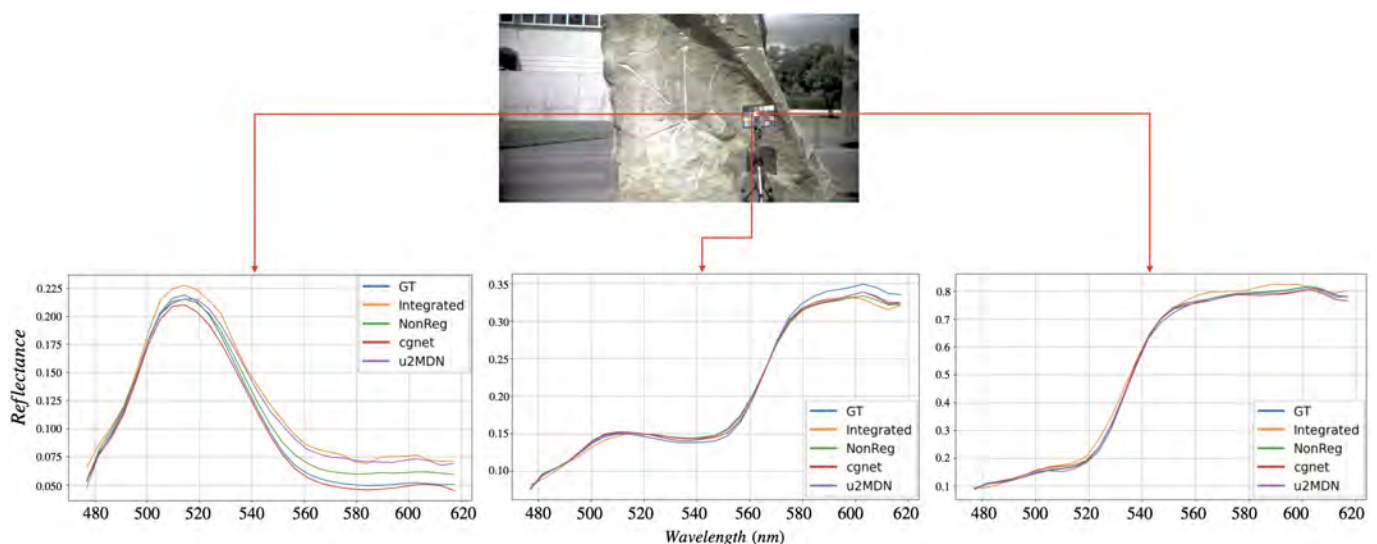 0.225
0.200
0.175
0.150
0.125
0.100
0.075
0.050
Reflectance
480 500 520 540 560 580 600 620
GT
Integrated
NonReg
cgnet
u2MDN
0.35
0.30
0.20
0.15
0.10
480 500 520 540 560 580 600 620
GT
Integrated
NonReg
cgnet
u2MDN
Wavelength (nm)
0.8
0.7
0.6
0.5
0.4
0.3
0.2
0.1
480 500 520 540 560 580 600 620
GT
Integrated
NonReg
cgnet
u2MDN